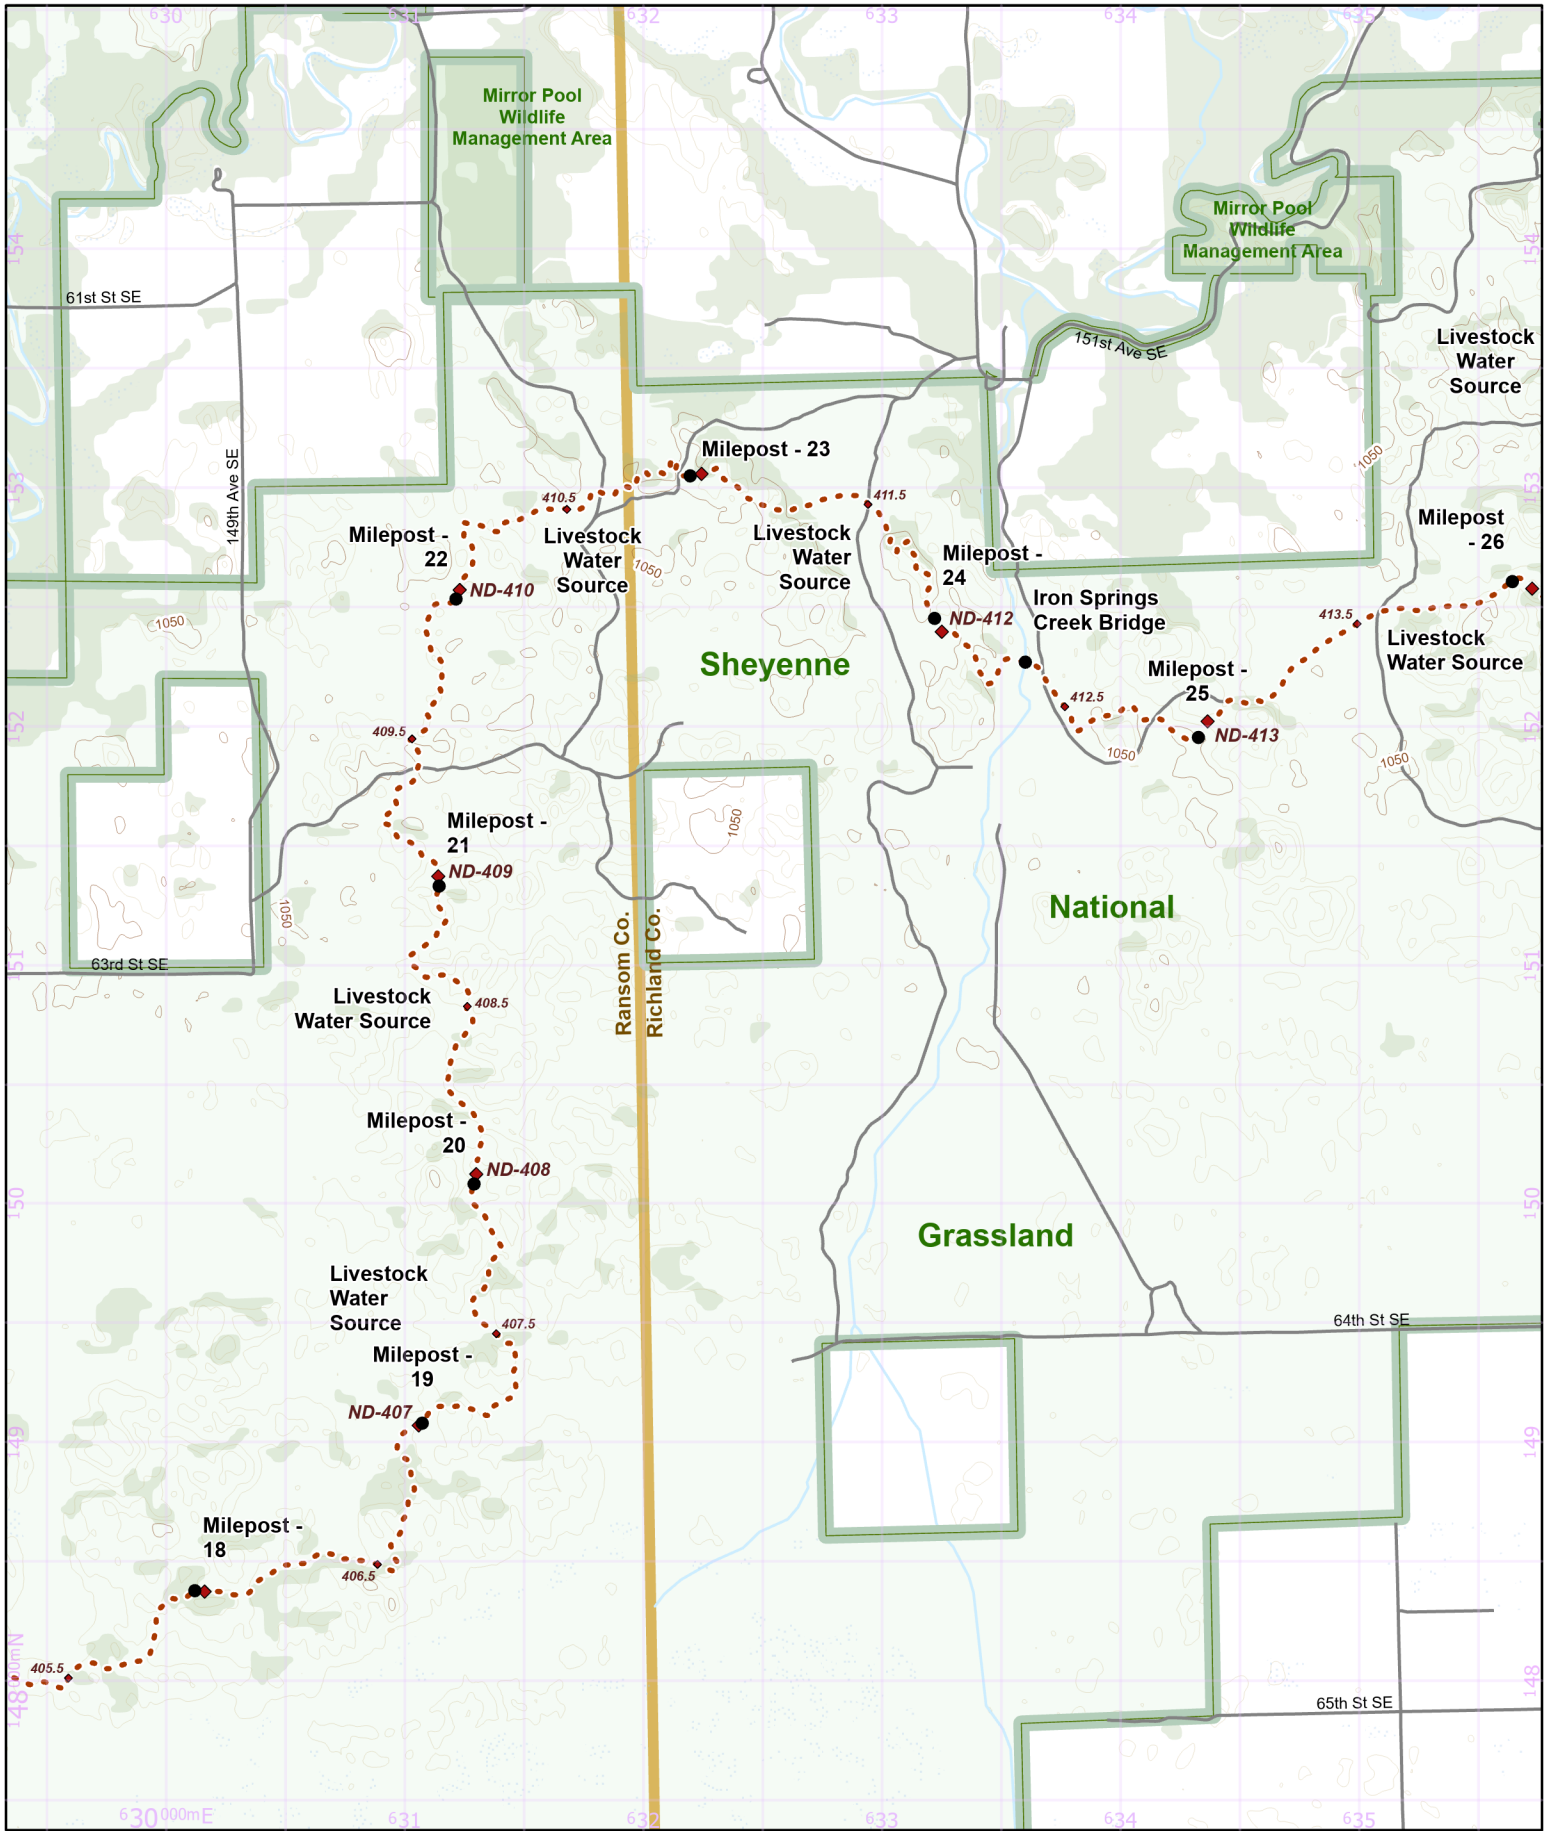 630
631
632
633
634
635
Mirror Pool
Wildlife
Management Area
Mirror Pool
Wildlife
Management Area
154
154
61st St SE
151st Ave SE
Livestock
Water
Source
149th Ave SE
Milepost - 23
1050
153
153
410.5
411.5
Milepost -
22
Livestock
Water
Source
1050
Livestock
Water
Source
Milepost -
24
Milepost
- 26
ND-410
ND-412
Iron Springs
Creek Bridge
413.5
1050
Livestock
Water Source
Sheyenne
Milepost -
25
412.5
152
152
409.5
ND-413
1050
1050
Milepost -
21
1050
ND-409
1050
National
Ransom Co.
Richland Co.
151
151
63rd St SE
Livestock
Water Source
408.5
Milepost -
20
ND-408
150
150
Grassland
Livestock
Water
Source
407.5
64th St SE
Milepost -
19
ND-407
149
149
Milepost -
18
406.5
405.5
148000mN
148
65th St SE
630000mE
631
632
633
634
635